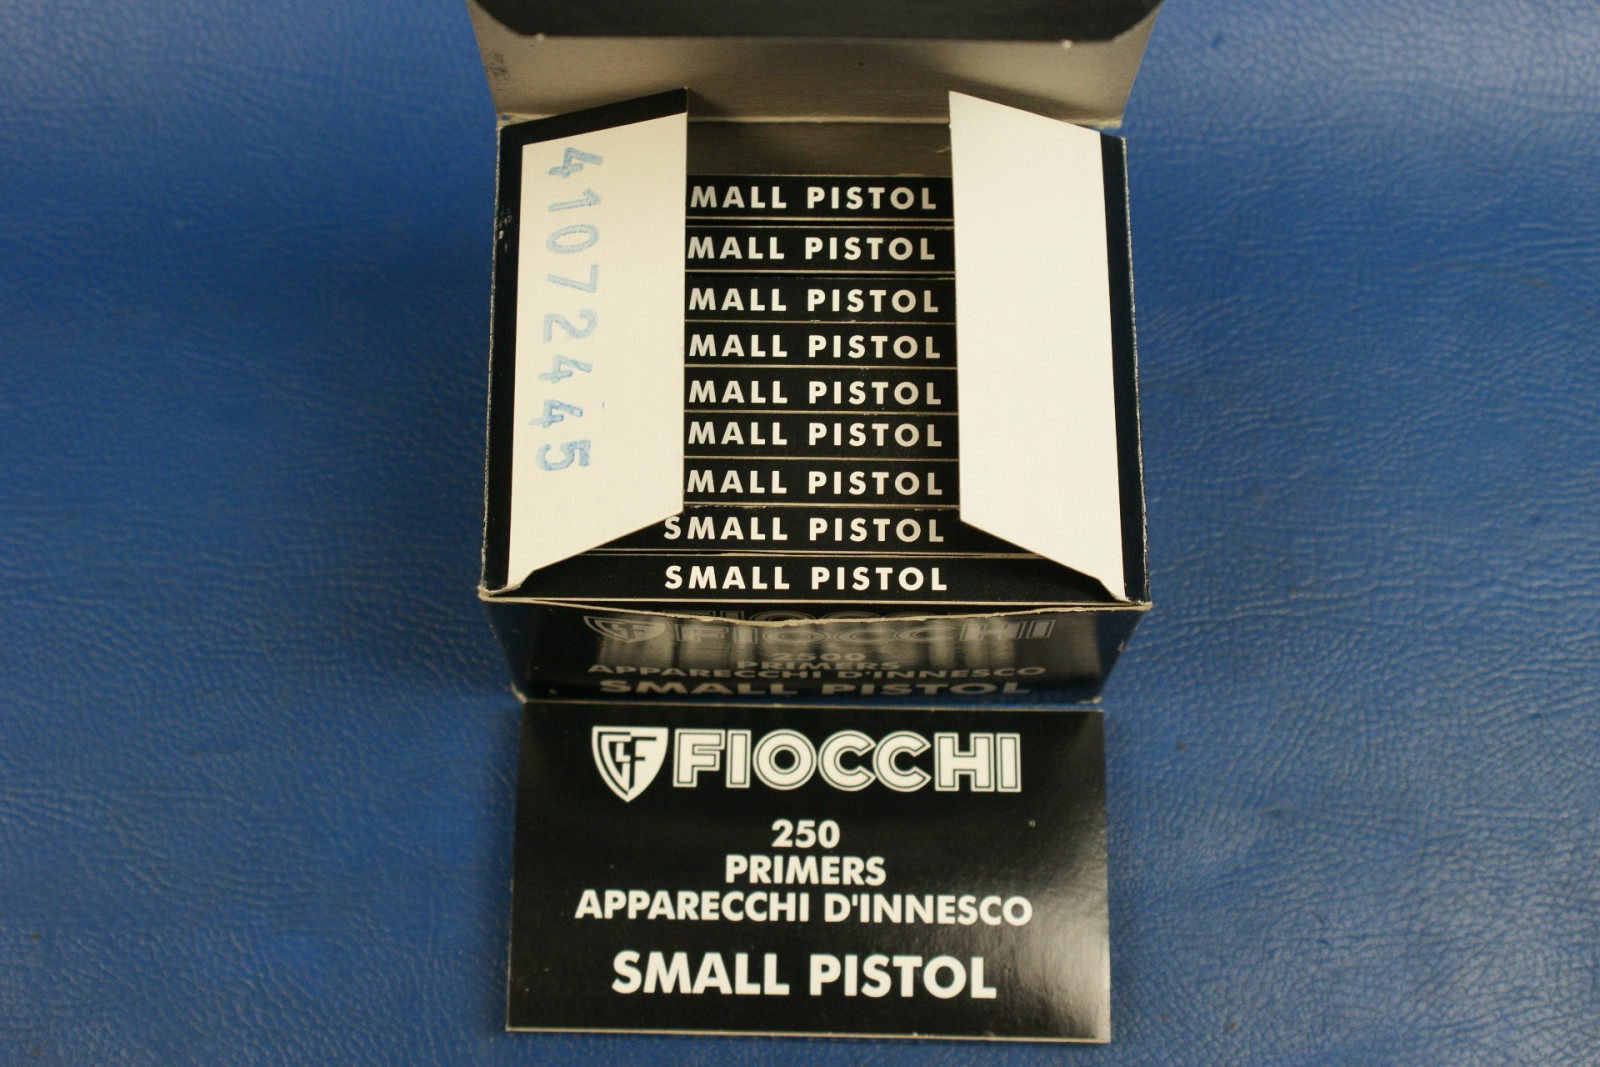 41072445
MALL PISTOL
MALL PISTOL
MALL PISTOL
MALL PISTOL
MALL PISTOL
MALL PISTOL
MALL PISTOL
SMALL PISTOL
SMALL PISTOL
FIOCCHI
2500
PRIMERS
APPARECCHI D'INNESCO
SMALL PISTOL
FIOCCHI
250
PRIMERS
APPARECCHI D'INNESCO
SMALL PISTOL